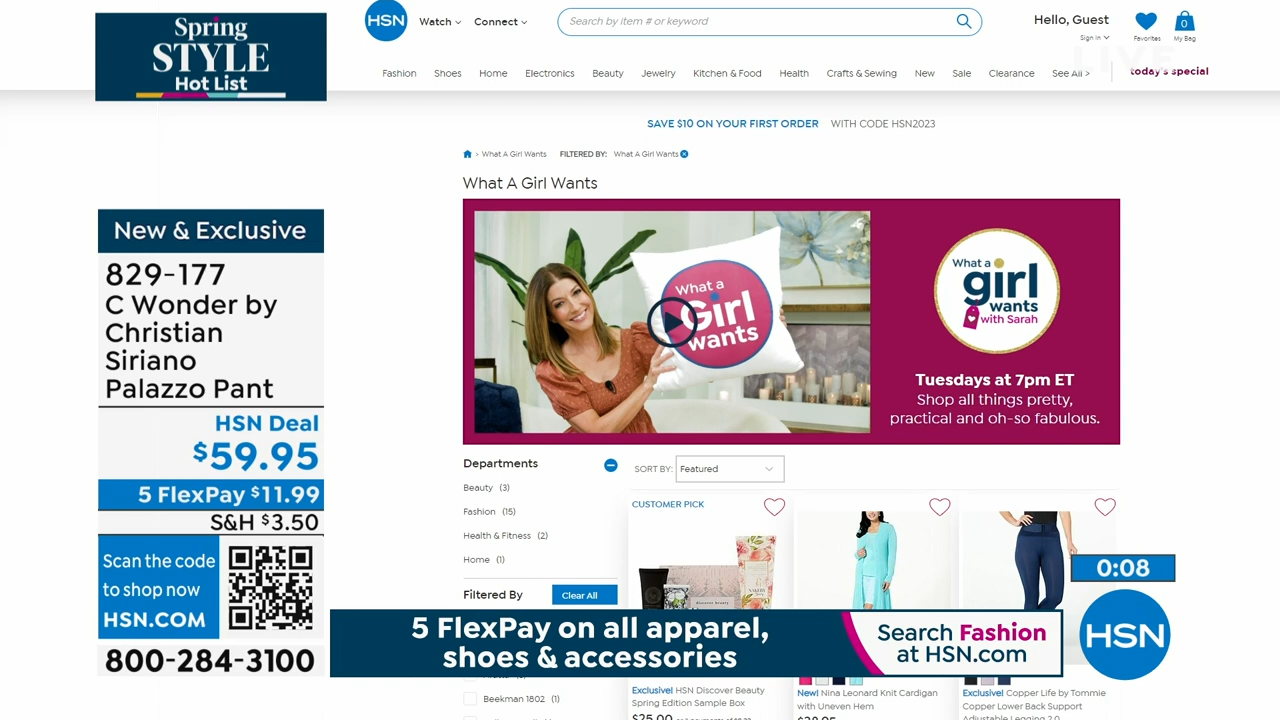 Spring
STYLE
Hot List
HSN
Watch
Connect
Search by item # or keyword
Hello, Guest
Sign In
Favorites
0
My Bag
LIVE
Fashion Shoes Home Electronics Beauty Jewelry Kitchen & Food Health Crafts & Sewing New Sale Clearance See All > today's special
SAVE $10 ON YOUR FIRST ORDER WITH CODE HSN2023
> What A Girl Wants FILTERED BY: What A Girl Wants
What A Girl Wants
What a
Girl
wants
What a
girl
wants
with Sarah
Tuesdays at 7pm ET
Shop all things pretty,
practical and oh-so fabulous.
New & Exclusive
829-177
C Wonder by
Christian
Siriano
Palazzo Pant
HSN Deal
$59.95
5 FlexPay $11.99
S&H $3.50
Scan the code
to shop now
HSN.COM
800-284-3100
Departments
Beauty (3)
Fashion (15)
Health & Fitness (2)
Home (1)
Filtered By
Clear All
SORT BY: Featured
CUSTOMER PICK
0:08
5 FlexPay on all apparel,
shoes & accessories
Search Fashion
at HSN.com
HSN
Beekman 1802 (1)
Exclusive! HSN Discover Beauty
Spring Edition Sample Box
$25.00
New! Nina Leonard Knit Cardigan
with Uneven Hem
Exclusive! Copper Life by Tommie
Copper Lower Back Support
Adjustable Legging 2.0